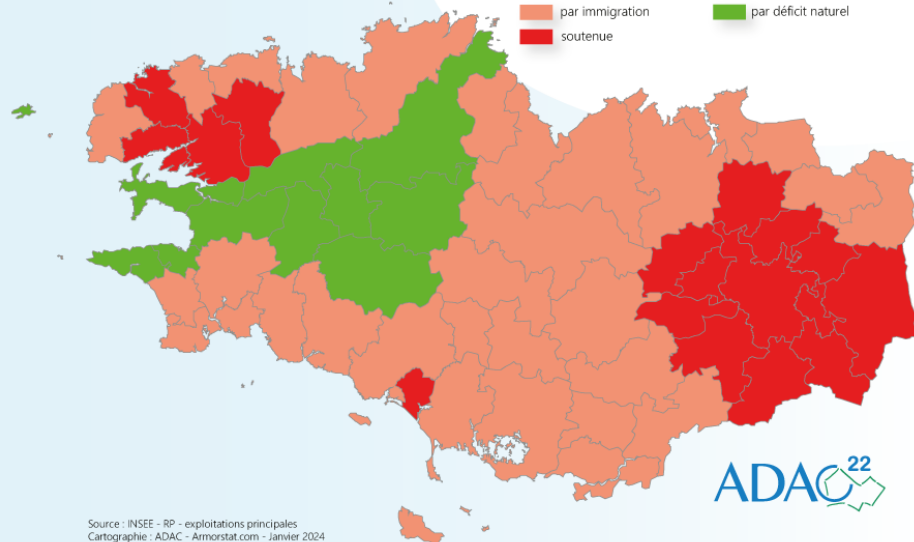 par immigration
par déficit naturel
soutenue
ADAC 22
Source : INSEE - RP - exploitations principales
Cartographie : ADAC - Armorstat.com - Janvier 2024